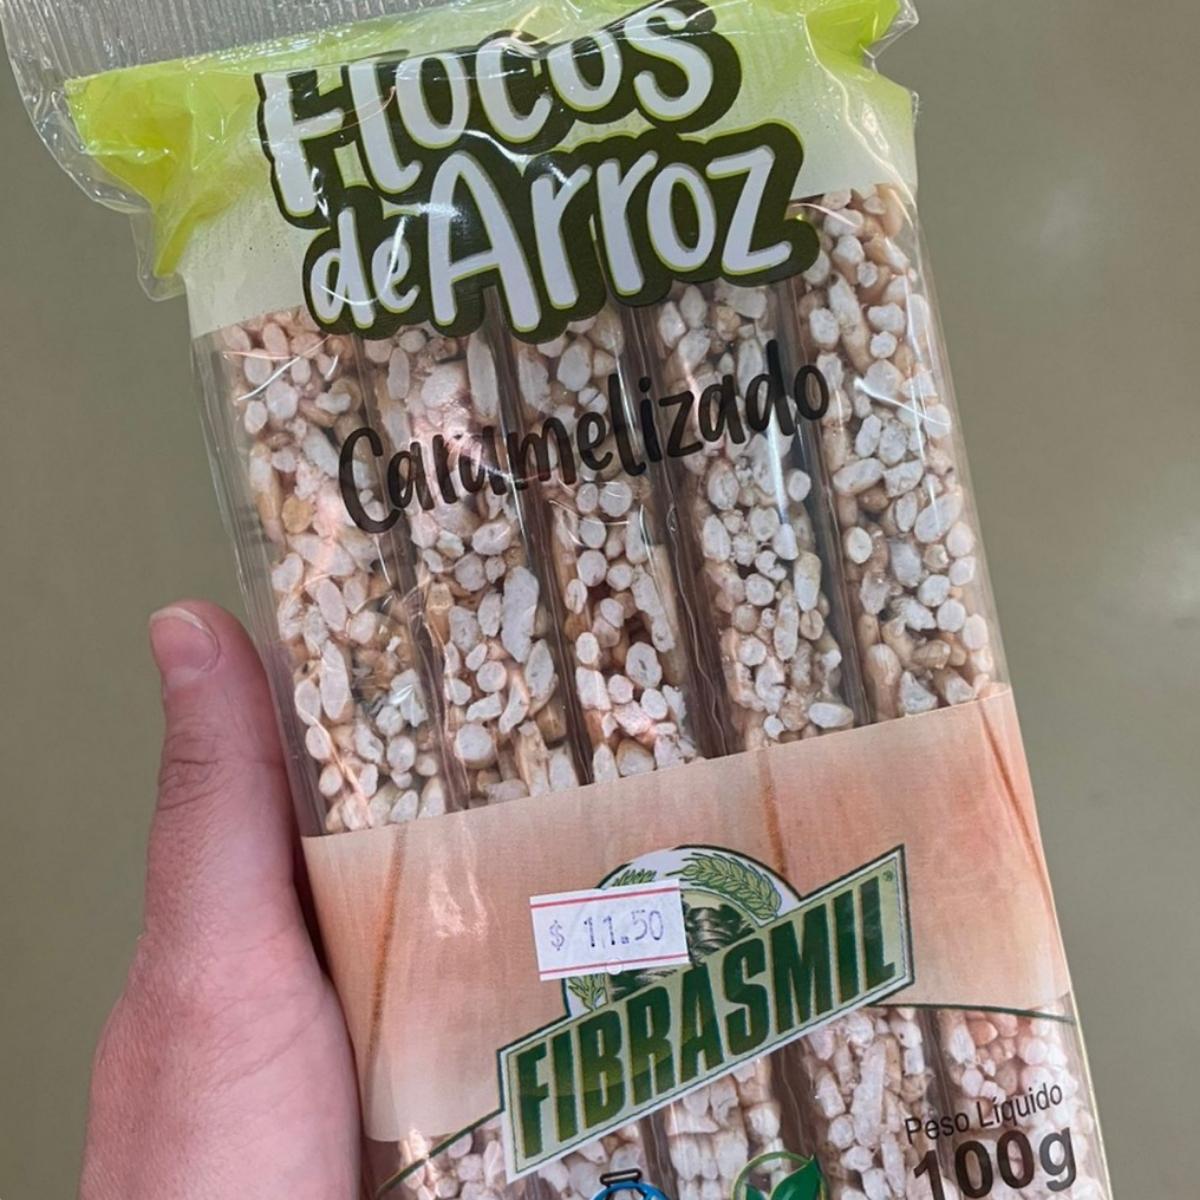 Flocos
de Arroz
Caramelizado
$ 11.50
FIBRASMIL®
Peso Líquido
100g